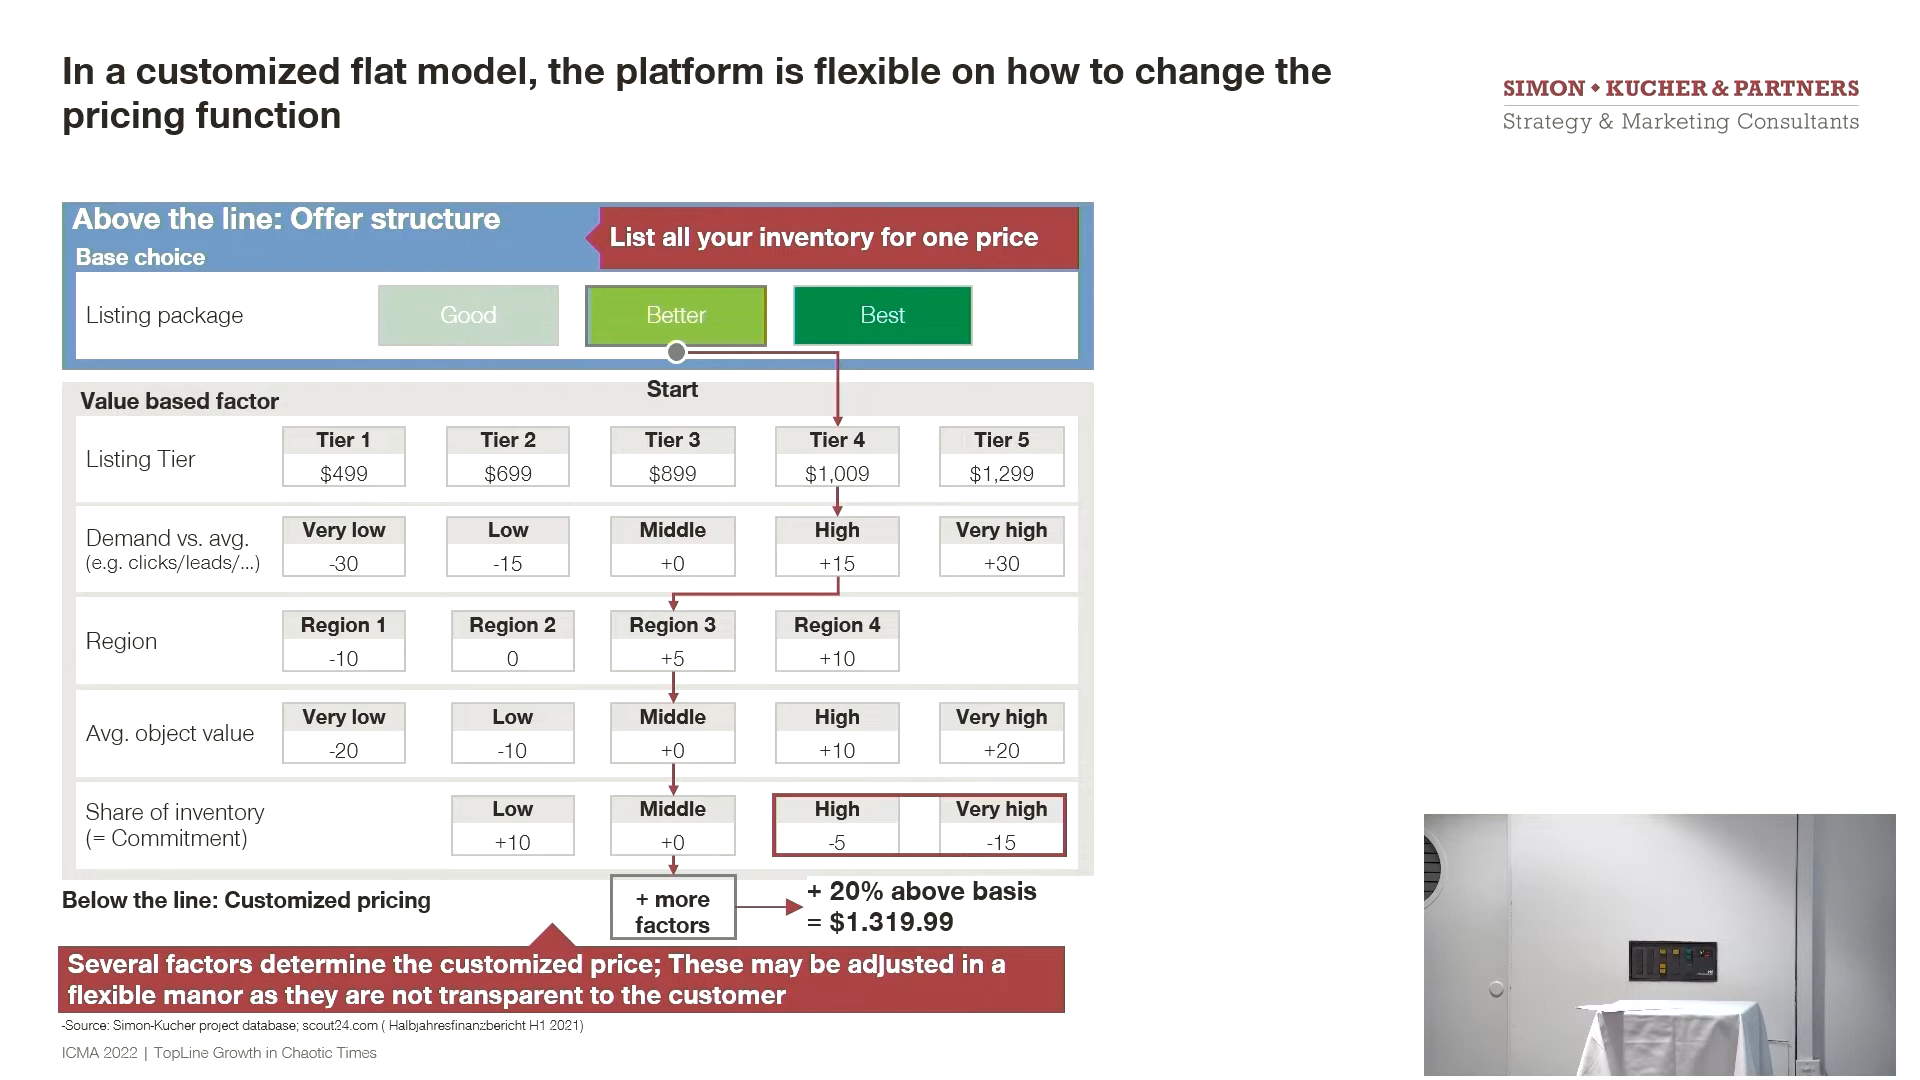 In a customized flat model, the platform is flexible on how to change the
pricing function
SIMON • KUCHER & PARTNERS
Strategy & Marketing Consultants
Above the line: Offer structure
List all your inventory for one price
Base choice
Listing package
Good
Better
Best
Start
Value based factor
Listing Tier
Tier 1
Tier 2
Tier 3
Tier 4
Tier 5
$499
$699
$899
$1,009
$1,299
Demand vs. avg.
(e.g. clicks/leads/...)
Very low
Low
Middle
High
Very high
-30
-15
+0
+15
+30
Region
Region 1
Region 2
Region 3
Region 4
-10
0
+5
+10
Avg. object value
Very low
Low
Middle
High
Very high
-20
-10
+0
+10
+20
Share of inventory
(= Commitment)
Low
Middle
High
Very high
+10
+0
-5
-15
Below the line: Customized pricing
+ more
factors
+ 20% above basis
= $1.319.99
Several factors determine the customized price; These may be adjusted in a
flexible manor as they are not transparent to the customer
-Source: Simon-Kucher project database; scout24.com ( Halbjahresfinanzbericht H1 2021)
ICMA 2022 | TopLine Growth in Chaotic Times